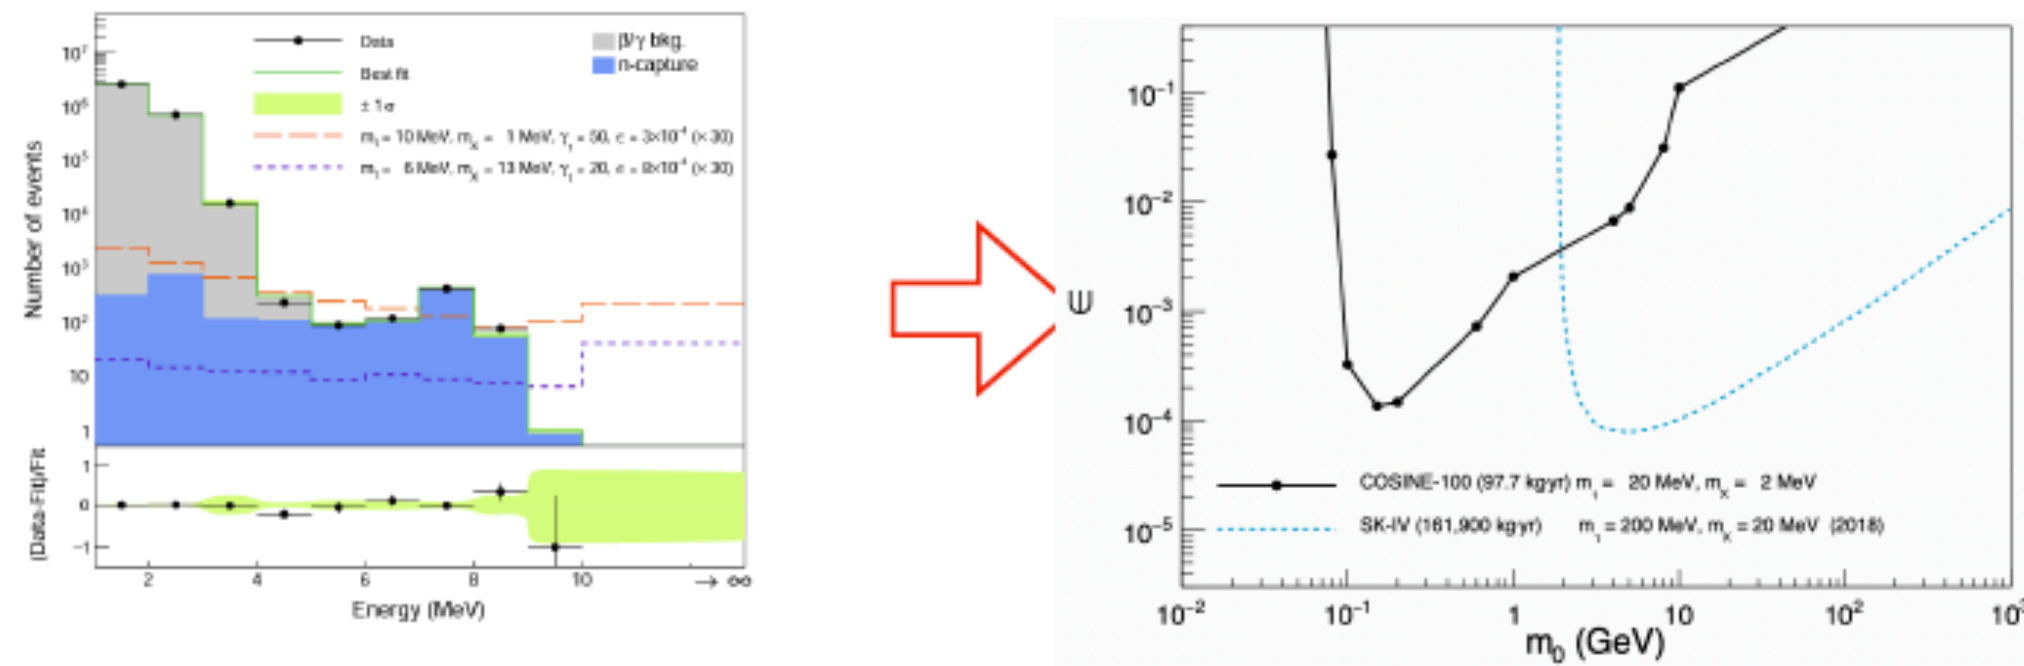 Number of events
10⁷
10⁶
10⁵
10⁴
10³
10²
10
1
Data
Best fit
± 1σ
β/γ bkg.
n-capture
m₁ = 10 MeV, mχ = 1 MeV, γ₁ = 50, ϵ = 3×10⁻⁴ (×30)
m₁ = 6 MeV, mχ = 13 MeV, γ₁ = 20, ϵ = 8×10⁻⁴ (×30)
(Data-Fit)/Fit
1
0
−1
2 4 6 8 10 → ∞
Energy (MeV)
ϵ
10⁻¹
10⁻²
10⁻³
10⁻⁴
10⁻⁵
COSINE-100 (97.7 kg·yr) m₁ = 20 MeV, mχ = 2 MeV
SK-IV (161,900 kg·yr) m₁ = 200 MeV, mχ = 20 MeV (2018)
10⁻² 10⁻¹ 1 10 10² 10³
m₀ (GeV)